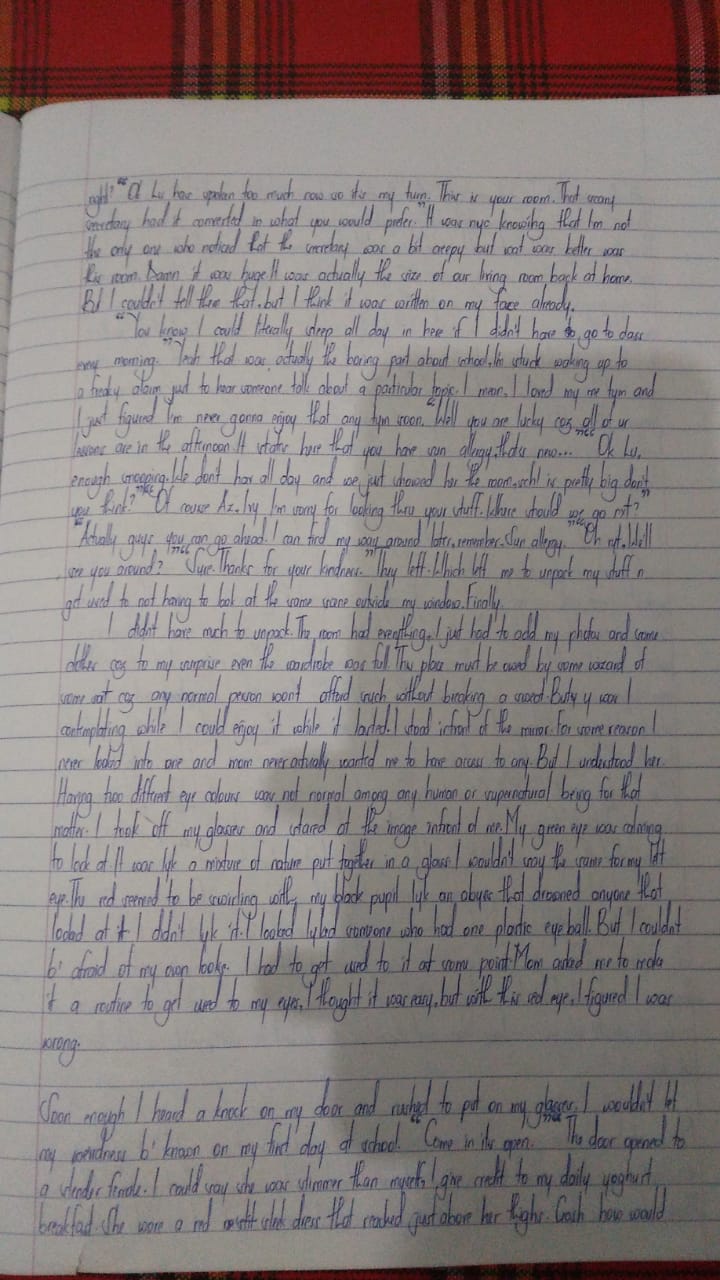 right?" "Ok Lu have spoken too much now so it's my turn. This is your room. That weany
secretary had it converted in what you would prefer." It was nyc knowing that I'm not
the only one who noticed that the secretary was a bit creepy but wat was better was
the room. Damn it was huge. It was actually the size of our living room back at home.
But I couldn't tell them that, but I think it was written on my face already.
"You know I could literally sleep all day in here if I didn't have to go to class
every morning." Yeah that was actually the boring part about school. I'm stuck waking up to
a freaky alarm just to hear someone talk about a particular topic. I mean, I loved my me tym and
I just figured I'm never gonna enjoy that any tym soon. "Well you are lucky coz all of ur
lessons are in the afternoon. It states here that you have sun allergy, thats new..." "Ok Lu,
enough snooping. We don't have all day and we just showed her the room, schl is pretty big don't
you think?" "Of course Az. Ivy I'm sorry for looking thru your stuff. Where should we go nxt?"
"Actually guys you can go ahead. I can find my way around later, remember. Sun allergy." "Oh ryt. Well
see you around?" "Sure. Thanks for your kindness." They left. Which left me to unpack my stuff n
get used to not having to look at the same scene outside my window. Finally.
I didn't have much to unpack. The room had everything. I just had to add my photos and some
clothes coz to my surprise even the wardrobe was full. This place must be owed by some wizard of
some sort coz any normal person won't afford such without breaking a sweat. But y was I
contemplating while I could enjoy it while it lasted. I stood infront of the mirror. For some reason I
never looked into one and mom never actually wanted me to have access to any. But I understood her.
Having two different eye colours was not normal among any human or supernatural being for that
matter. I took off my glasses and stared at the image infront of me. My green eye was calming
to look at. It was lyk a mixture of nature put together in a glass. I wouldn't say the same for my left
eye. The red seemed to be swirling with my black pupil lyk an abyss that drowned anyone that
looked at it. I didn't lyk it. I looked lyk someone who had one plastic eye ball. But I couldn't
b' afraid of my own looks. I had to get used to it at some point. Mom asked me to make
it a routine to get used to my eyes. I thought it was easy, but with this red eye, I figured I was
wrong.
Soon enough I heard a knock on my door and rushed to put on my glasses. I wouldn't let
my weirdness b' known on my first day at school. "Come in its open." The door opened to
a slender female. I could say she was slimmer than myself. I give credit to my daily yoghurt
breakfast. She wore a red sleek dress that reached just above her thighs. Gosh how would